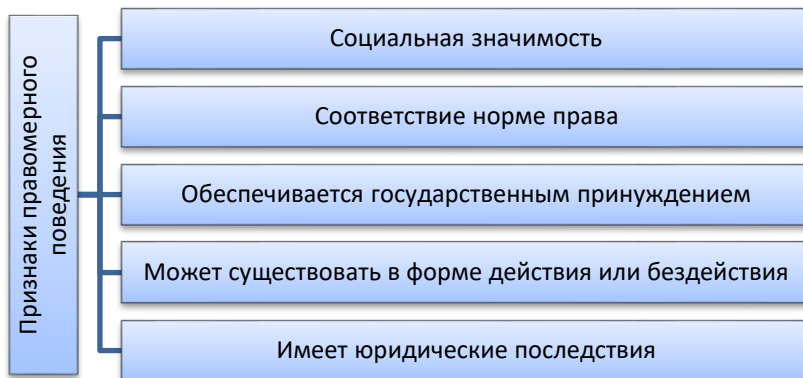 Признаки правомерного
поведения
Социальная значимость
Соответствие норме права
Обеспечивается государственным принуждением
Может существовать в форме действия или бездействия
Имеет юридические последствия